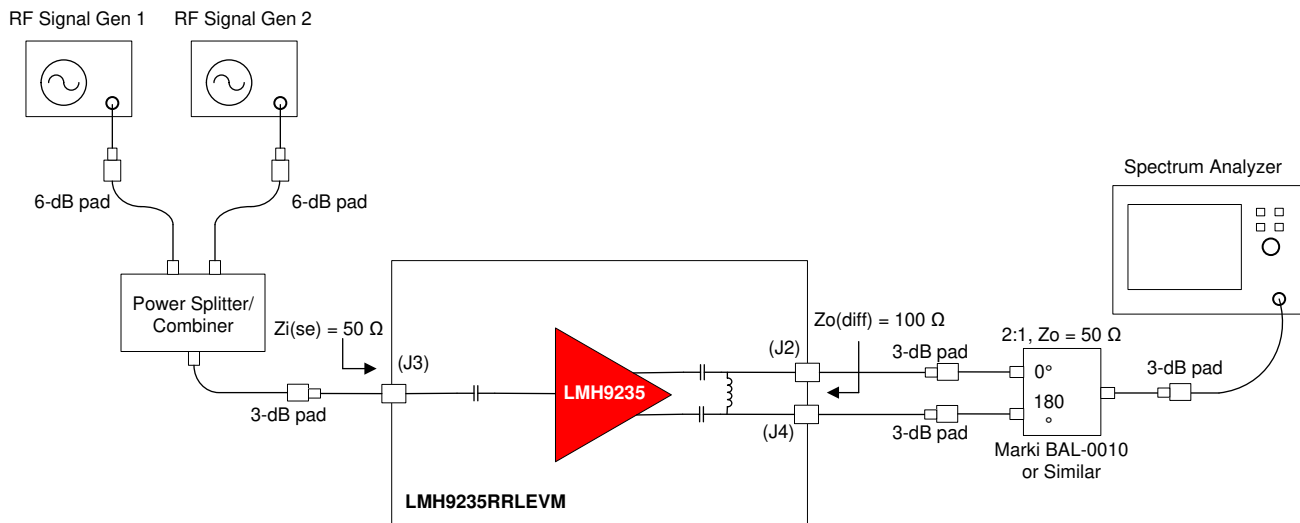 RF Signal Gen 1
RF Signal Gen 2
6-dB pad
6-dB pad
Power Splitter/
Combiner
3-dB pad
Zi(se) = 50 Ω
(J3)
LMH9235
LMH9235RRLEVM
(J2)
(J4)
Zo(diff) = 100 Ω
3-dB pad
3-dB pad
2:1, Zo = 50 Ω
0°
180
°
Marki BAL-0010
or Similar
3-dB pad
Spectrum Analyzer